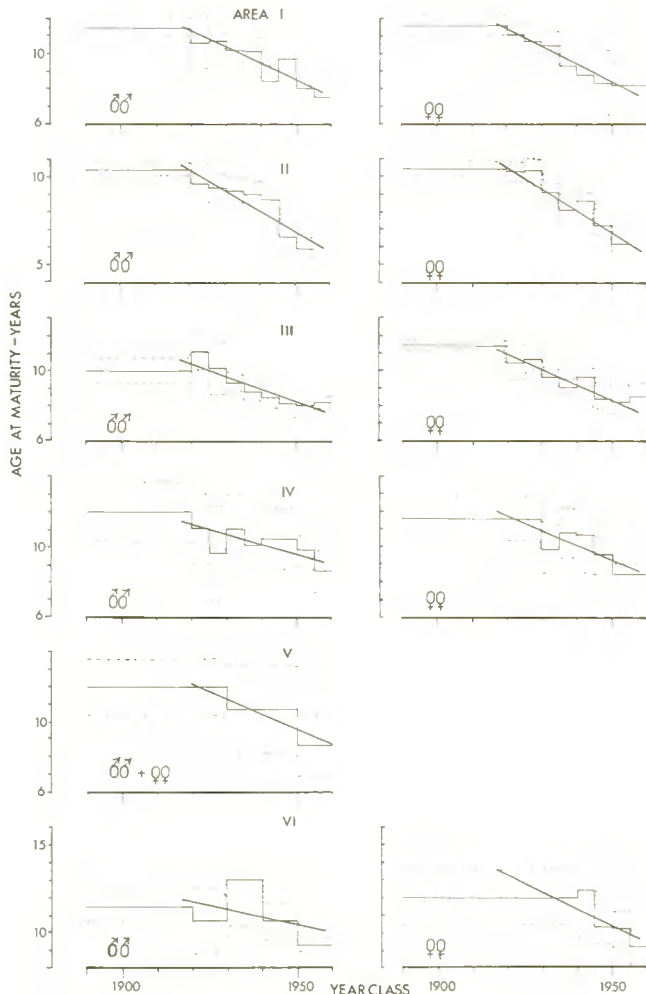 AREA I
10
6
♂♂
♀♀
II
10
5
♂♂
♀♀
III
10
6
♂♂
♀♀
IV
10
6
♂♂
♀♀
V
10
6
♂♂ + ♀♀
VI
15
10
♂♂
♀♀
1900 1950 1900 1950
YEAR CLASS
AGE AT MATURITY-YEARS